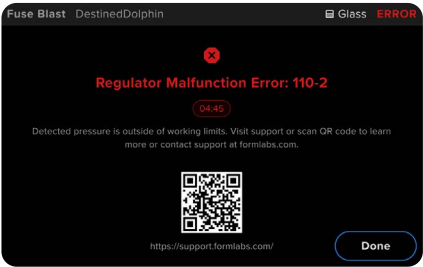 Fuse Blast DestinedDolphin Glass ERROR
Regulator Malfunction Error: 110-2
04:45
Detected pressure is outside of working limits. Visit support or scan QR code to learn
more or contact support at formlabs.com.
https://support.formlabs.com/
Done